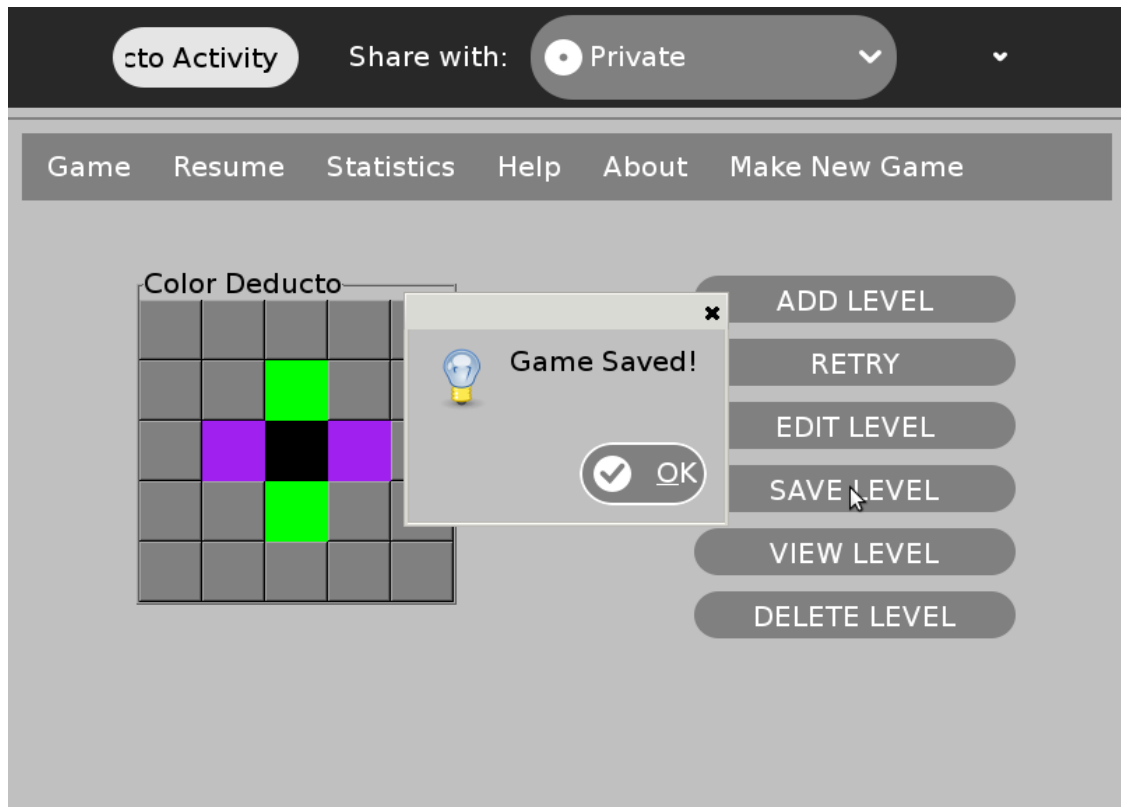 cto Activity Share with: Private
Game Resume Statistics Help About Make New Game
Color Deducto
Game Saved!
OK
ADD LEVEL
RETRY
EDIT LEVEL
SAVE LEVEL
VIEW LEVEL
DELETE LEVEL